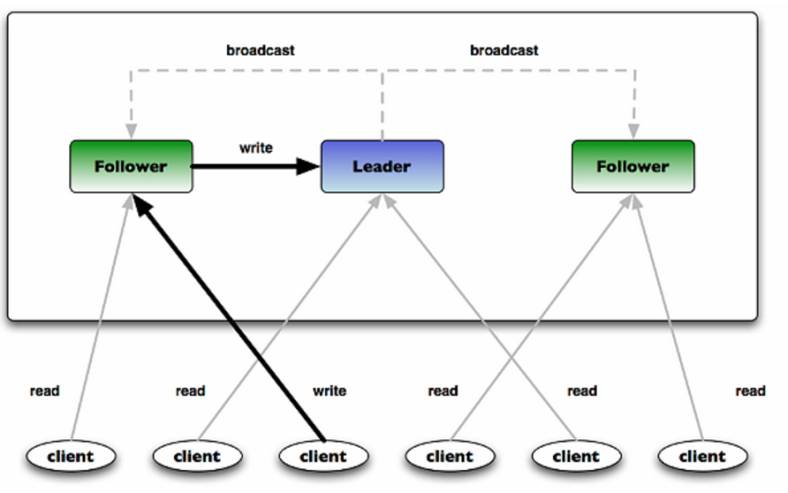 broadcast
broadcast
write
Follower
Leader
Follower
read
read
write
read
read
read
client
client
client
client
client
client